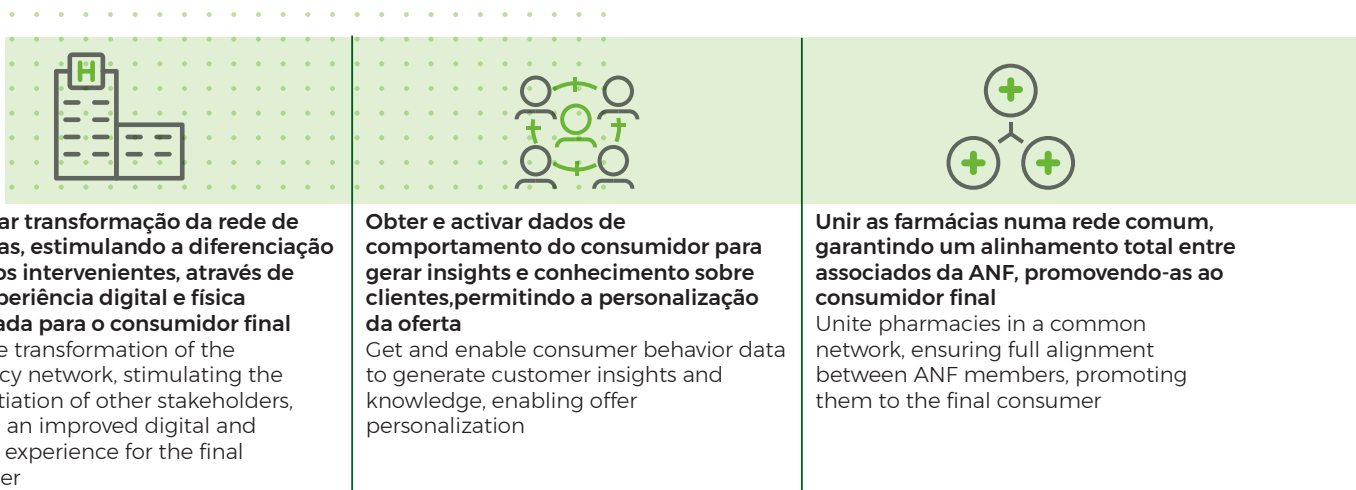 H
ar transformação da rede de
as, estimulando a diferenciação
os intervenientes, através de
periência digital e física
ada para o consumidor final
e transformation of the
cy network, stimulating the
tiation of other stakeholders,
an improved digital and
experience for the final
er
Obter e activar dados de
comportamento do consumidor para
gerar insights e conhecimento sobre
clientes,permitindo a personalização
da oferta
Get and enable consumer behavior data
to generate customer insights and
knowledge, enabling offer
personalization
Unir as farmácias numa rede comum,
garantindo um alinhamento total entre
associados da ANF, promovendo-as ao
consumidor final
Unite pharmacies in a common
network, ensuring full alignment
between ANF members, promoting
them to the final consumer